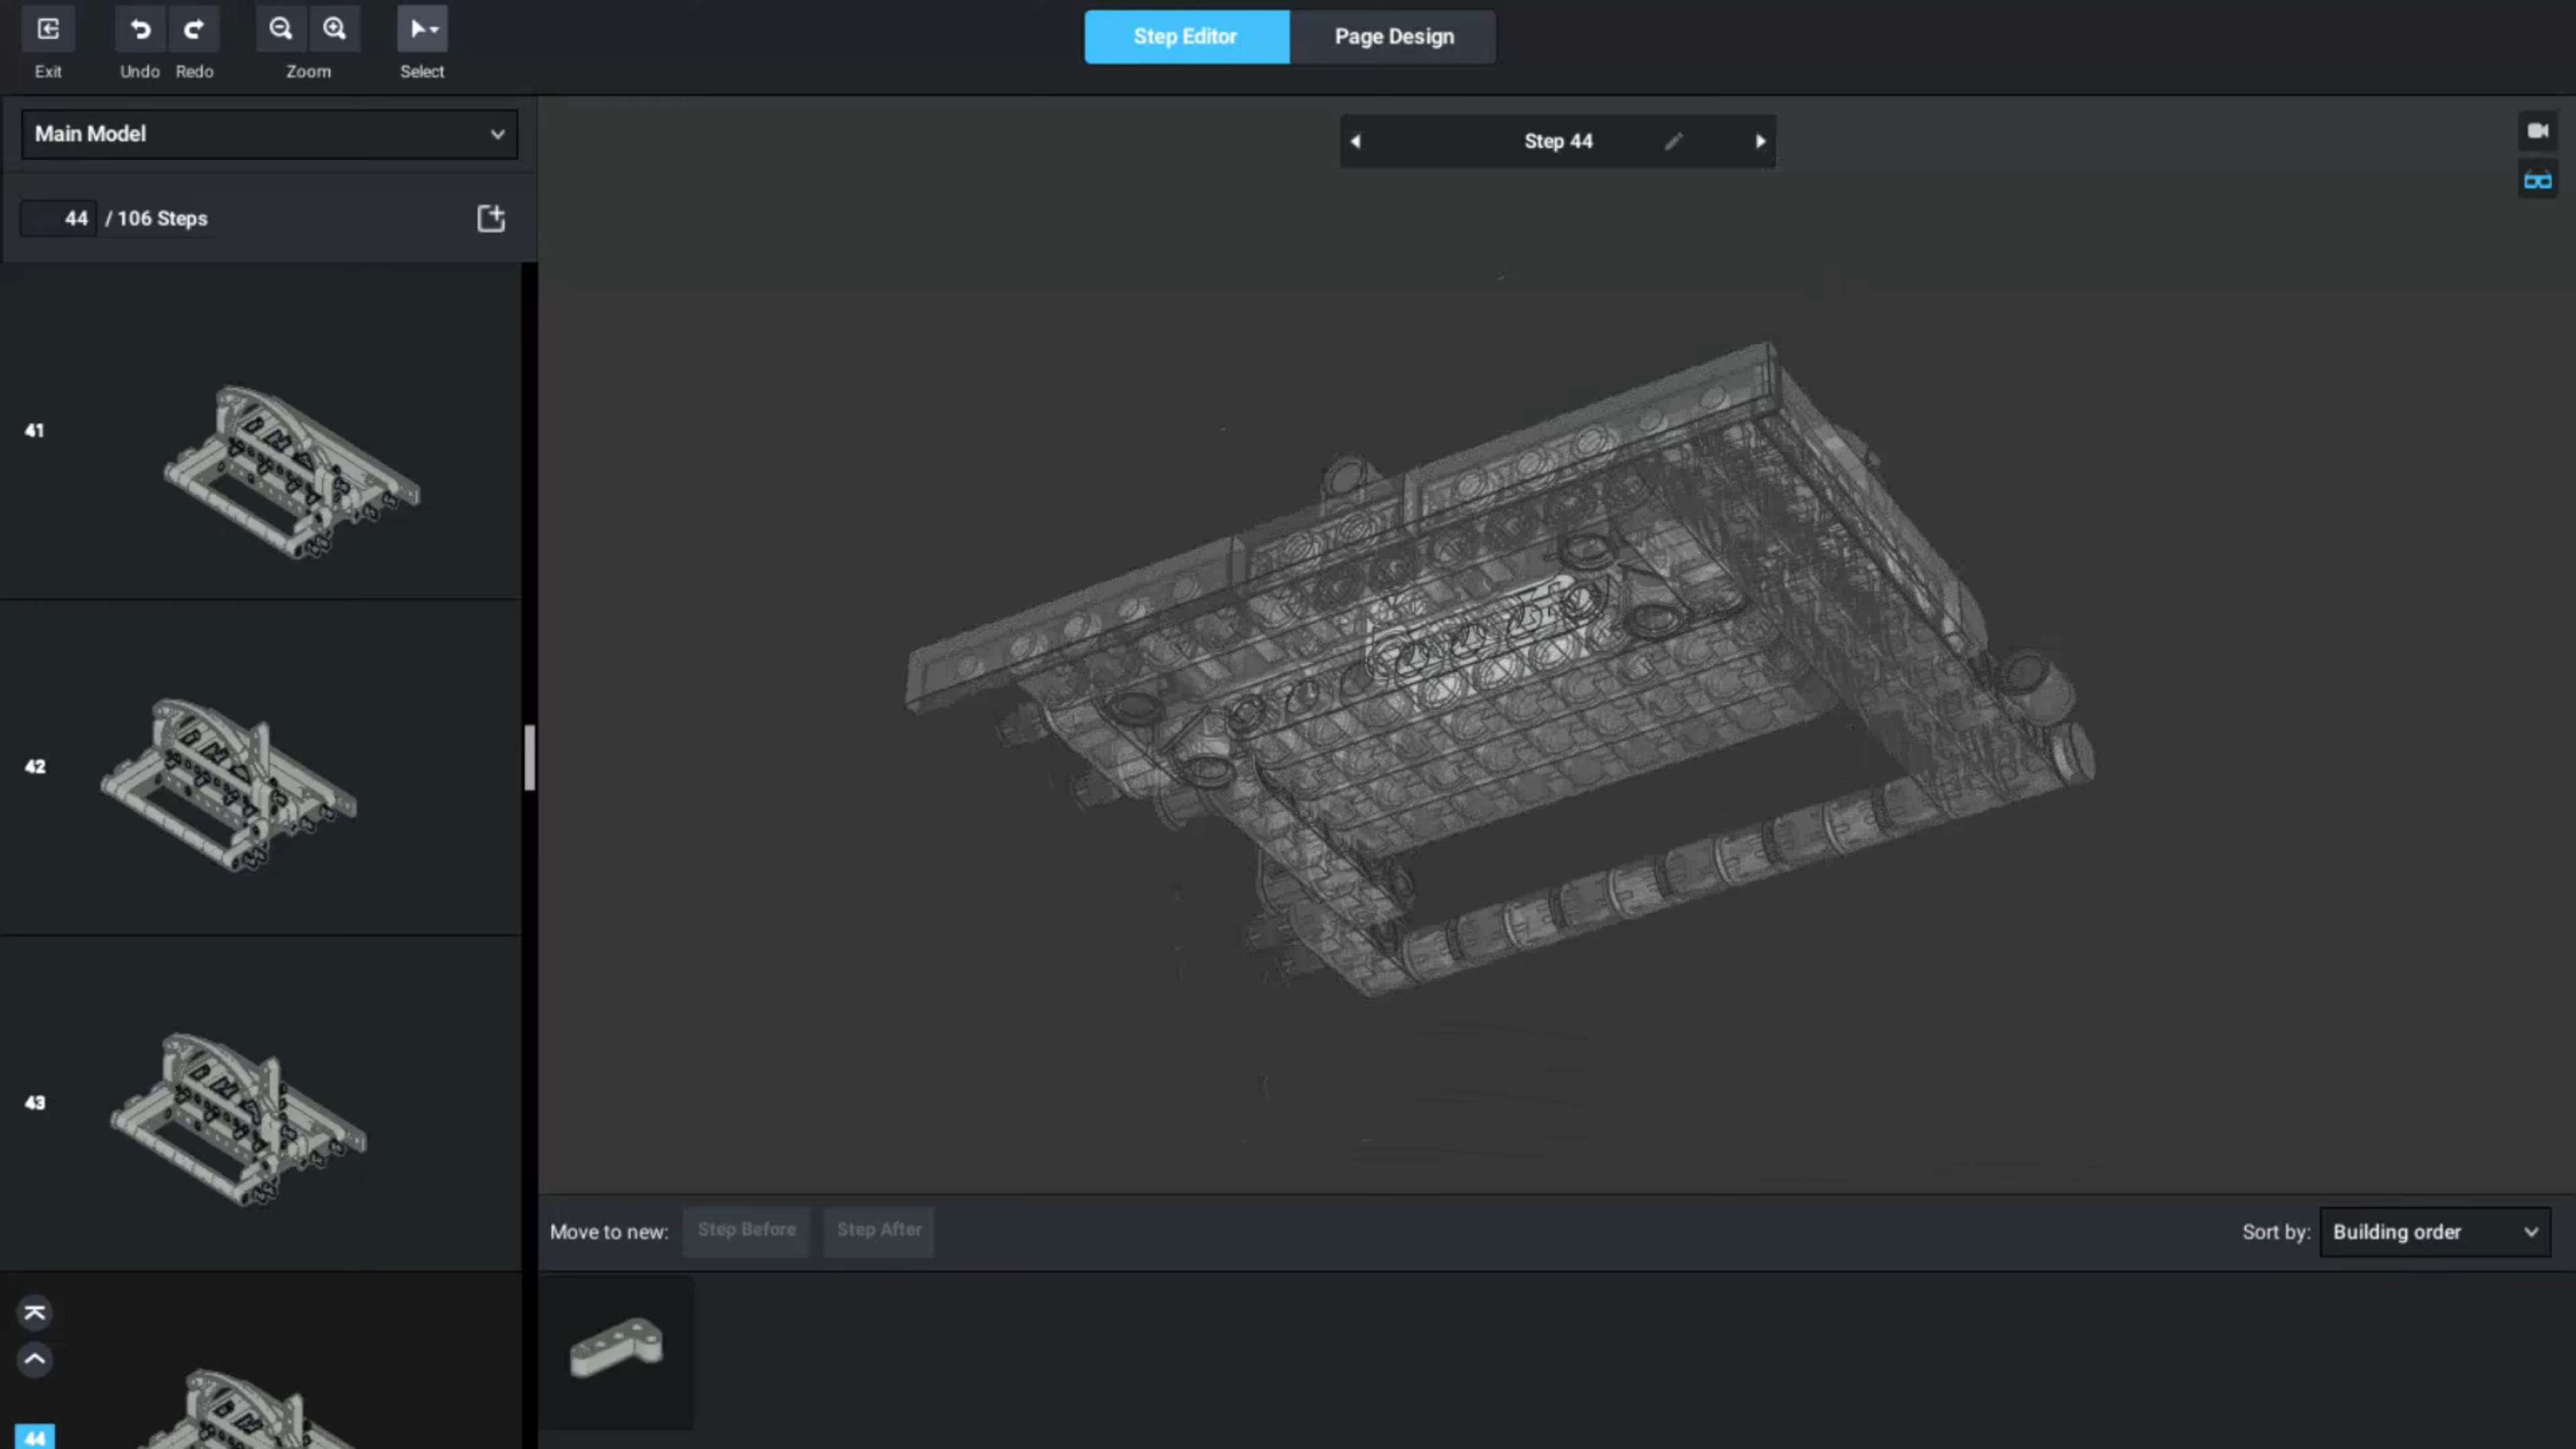 Exit
Undo
Redo
Zoom
Select
Step Editor
Page Design
Main Model
44 / 106 Steps
Step 44
41
42
43
44
Move to new:
Step Before
Step After
Sort by:
Building order